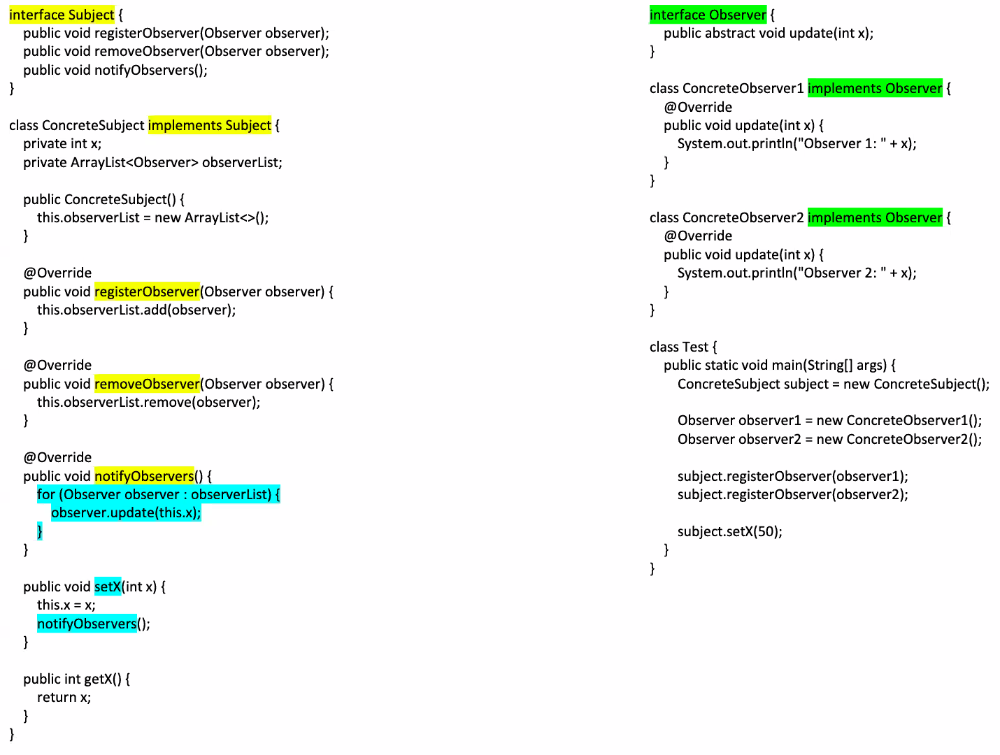 interface Subject {
public void registerObserver(Observer observer);
public void removeObserver(Observer observer);
public void notifyObservers();
}
class ConcreteSubject implements Subject {
private int x;
private ArrayList<Observer> observerList;
public ConcreteSubject() {
this.observerList = new ArrayList<>();
}
@Override
public void registerObserver(Observer observer) {
this.observerList.add(observer);
}
@Override
public void removeObserver(Observer observer) {
this.observerList.remove(observer);
}
@Override
public void notifyObservers() {
for (Observer observer : observerList) {
observer.update(this.x);
}
}
public void setX(int x) {
this.x = x;
notifyObservers();
}
public int getX() {
return x;
}
}
interface Observer {
public abstract void update(int x);
}
class ConcreteObserver1 implements Observer {
@Override
public void update(int x) {
System.out.println("Observer 1: " + x);
}
}
class ConcreteObserver2 implements Observer {
@Override
public void update(int x) {
System.out.println("Observer 2: " + x);
}
}
class Test {
public static void main(String[] args) {
ConcreteSubject subject = new ConcreteSubject();
Observer observer1 = new ConcreteObserver1();
Observer observer2 = new ConcreteObserver2();
subject.registerObserver(observer1);
subject.registerObserver(observer2);
subject.setX(50);
}
}